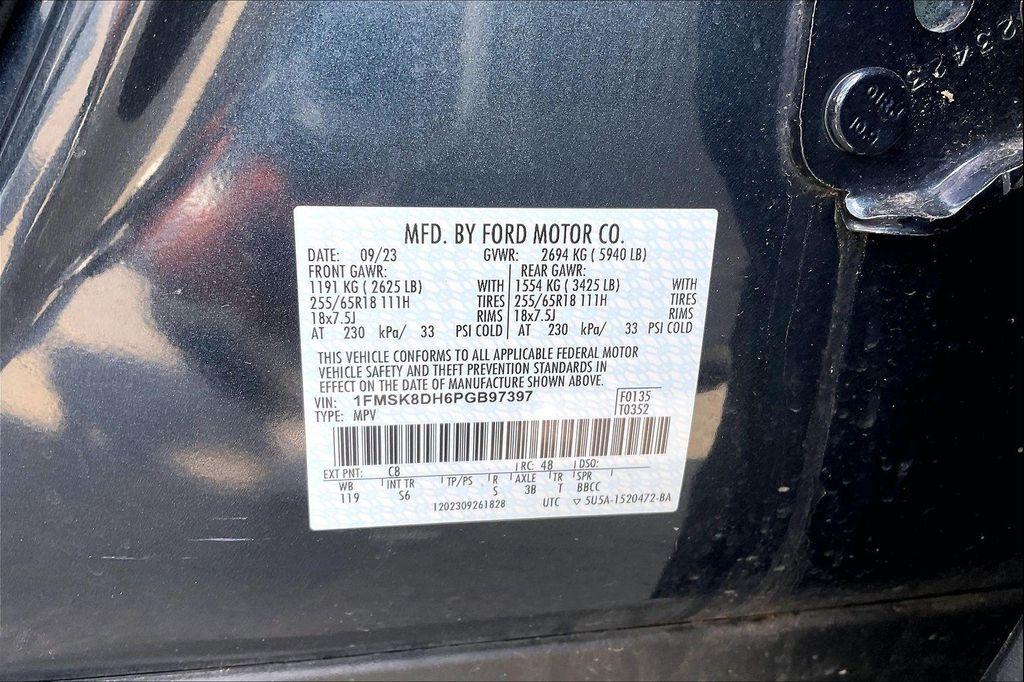 MFD. BY FORD MOTOR CO.
DATE: 09/23 GVWR: 2694 KG ( 5940 LB)
FRONT GAWR: REAR GAWR:
1191 KG ( 2625 LB) WITH 1554 KG ( 3425 LB) WITH
255/65R18 111H TIRES 255/65R18 111H TIRES
18x7.5J RIMS 18x7.5J RIMS
AT 230 kPa/ 33 PSI COLD AT 230 kPa/ 33 PSI COLD
THIS VEHICLE CONFORMS TO ALL APPLICABLE FEDERAL MOTOR
VEHICLE SAFETY AND THEFT PREVENTION STANDARDS IN
EFFECT ON THE DATE OF MANUFACTURE SHOWN ABOVE.
VIN: 1FMSK8DH6PGB97397 F0135
TYPE: MPV T0352
EXT PNT: C8 RC: 48 DSO:
WB INT TR TP/PS R AXLE TR SPR
119 S6 S 3B T BBCC
1202309261828 UTC ▽ 5U5A-1520472-BA
23423